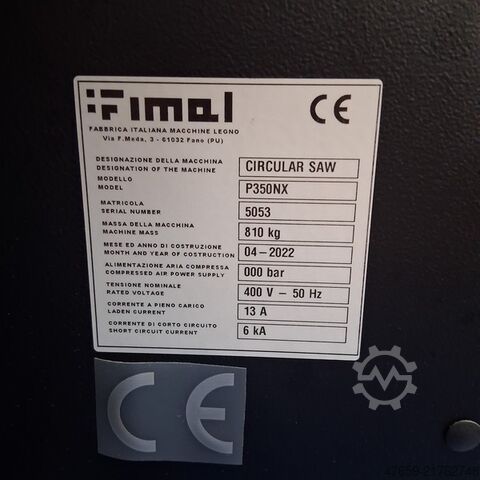 Fimal CE
FABBRICA ITALIANA MACCHINE LEGNO
Via F.Meda, 3 - 61032 Fano (PU)
DESIGNAZIONE DELLA MACCHINA
DESIGNATION OF THE MACHINE CIRCULAR SAW
MODELLO
MODEL P350NX
MATRICOLA
SERIAL NUMBER 5053
MASSA DELLA MACCHINA
MACHINE MASS 810 kg
MESE ED ANNO DI COSTRUZIONE
MONTH AND YEAR OF CONSTRUCTION 04-2022
ALIMENTAZIONE ARIA COMPRESSA
COMPRESSED AIR POWER SUPPLY 000 bar
TENSIONE NOMINALE
RATED VOLTAGE 400 V - 50 Hz
CORRENTE A PIENO CARICO
LADEN CURRENT 13 A
CORRENTE DI CORTO CIRCUITO
SHORT CIRCUIT CURRENT 6 kA
CE